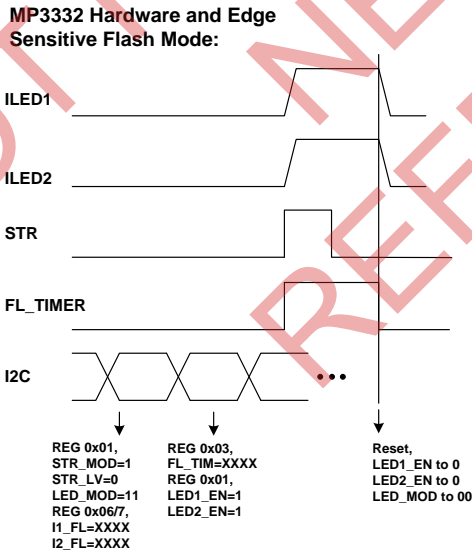 MP3332 Hardware and Edge
Sensitive Flash Mode:
ILED1
ILED2
STR
FL_TIMER
I2C
REG 0x01,
STR_MOD=1
STR_LV=0
LED_MOD=11
REG 0x06/7,
I1_FL=XXXX
I2_FL=XXXX
REG 0x03,
FL_TIM=XXXX
REG 0x01,
LED1_EN=1
LED2_EN=1
Reset,
LED1_EN to 0
LED2_EN to 0
LED_MOD to 00